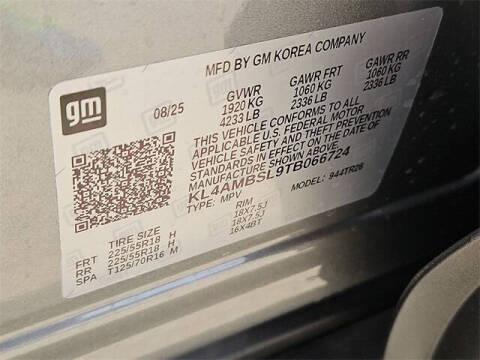 MFD BY GM KOREA COMPANY
gm
08/25
GVWR GAWR FRT GAWR RR
1920 KG 1060 KG 1060 KG
4233 LB 2336 LB 2336 LB
THIS VEHICLE CONFORMS TO ALL
APPLICABLE U.S. FEDERAL MOTOR
VEHICLE SAFETY AND THEFT PREVENTION
STANDARDS IN EFFECT ON THE DATE OF
MANUFACTURE SHOWN ABOVE
KL4AMBSL9TB066724
TYPE: MPV MODEL: 944TR26
TIRE SIZE RIM
FRT 225/55R18 H 18X7.5J
RR 225/55R18 H 18X7.5J
SPA T125/70R16 M 16X4BT